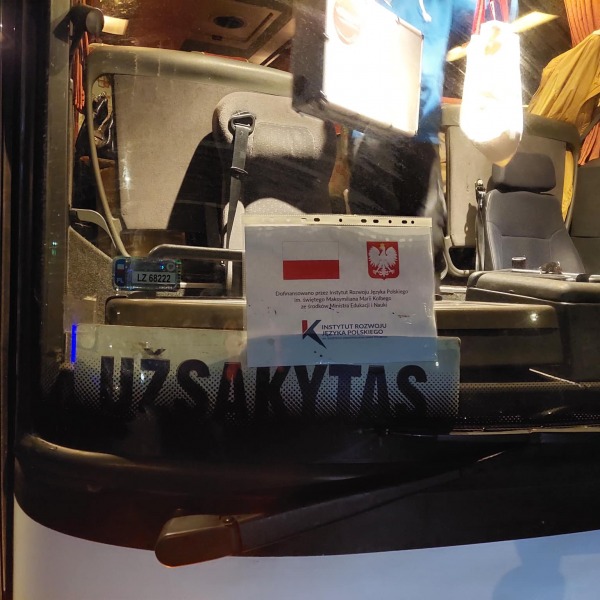 LZ 68222
Dofinansowano przez Instytut Rozwoju Języka Polskiego
im. świętego Maksymiliana Marii Kolbego
ze środków Ministra Edukacji i Nauki
INSTYTUT ROZWOJU
JĘZYKA POLSKIEGO
UŽSAKYTAS